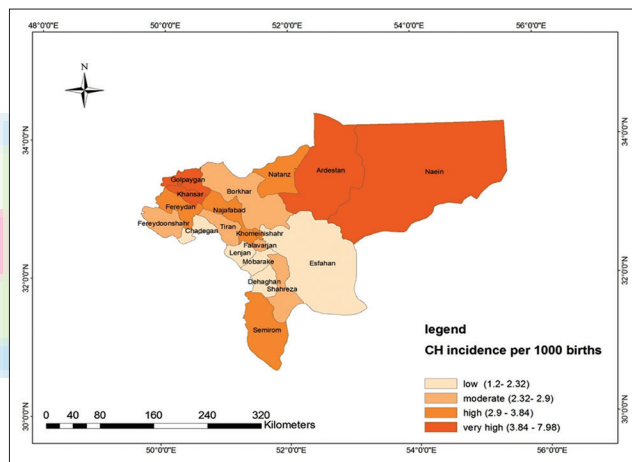 48°0'0"E 50°0'0"E 52°0'0"E 54°0'0"E 56°0'0"E
N
34°0'0"N
34°0'0"N
Golpaygan
Khansar
Fereydan
Fereydoonshahr
Chadegan
Borkhar
Natanz
Ardestan
Naein
Najafabad
Tiran
Khomeinishahr
Falavarjan
Lenjan
Mobarake
Esfahan
Dehaghan
Shahreza
Semirom
32°0'0"N
32°0'0"N
legend
CH incidence per 1000 births
low (1.2- 2.32)
moderate (2.32- 2.9)
high (2.9 - 3.84)
very high (3.84 - 7.98)
0 20 40 80 160 240 320
Kilometers
30°0'0"N
30°0'0"N
50°0'0"E 52°0'0"E 54°0'0"E 56°0'0"E